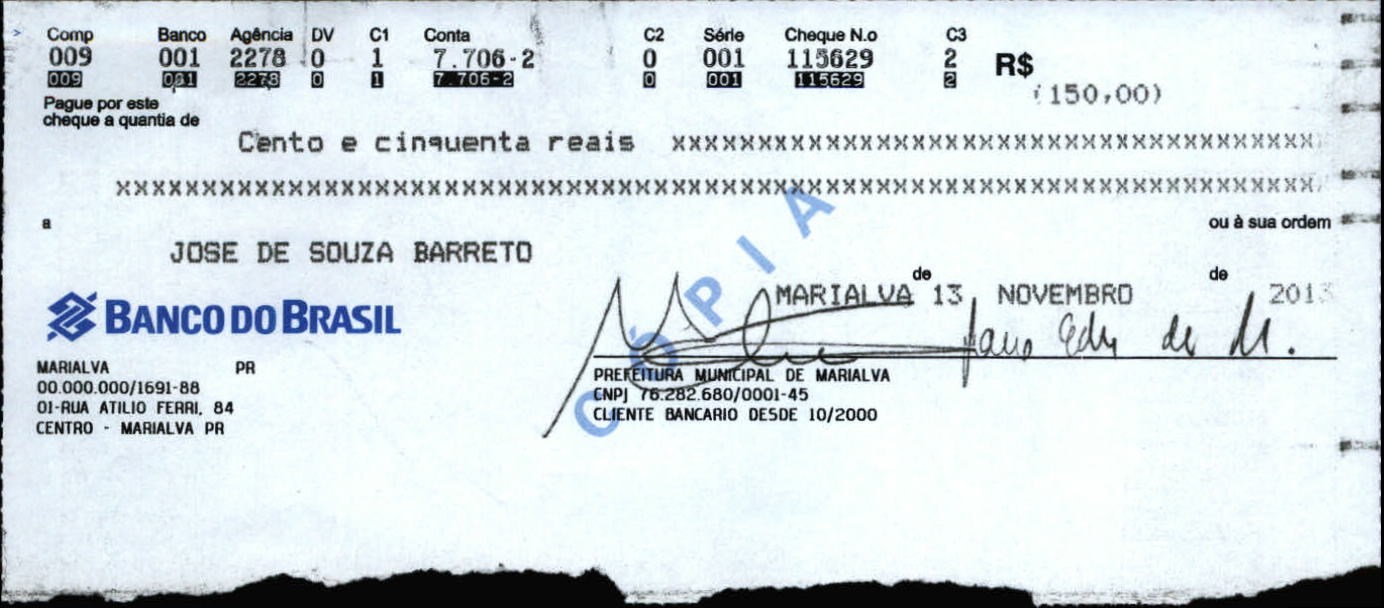 Comp Banco Agência DV C1 Conta C2 Série Cheque N.o C3
009 001 2278 0 1 7.706-2 0 001 115629 2 R$
009 001 2278 0 1 7.706-2 0 001 115629 2
(150,00)
Pague por este
cheque a quantia de
Cento e cinquenta reais xxxxxxxxxxxxxxxxxxxxxxxxxxxxxxxxxxxxxxxxxxxxx
xxxxxxxxxxxxxxxxxxxxxxxxxxxxxxxxxxxxxxxxxxxxxxxxxxxxxxxxxxxxxxxxxxxxxxxxxxxxxxxxxxx
a ou à sua ordem
JOSE DE SOUZA BARRETO
MARIALVA 13, de NOVEMBRO de 2013
BANCO DO BRASIL
MARIALVA PR
00.000.000/1691-88
01-RUA ATILIO FERRI, 84
CENTRO - MARIALVA PR
PREFEITURA MUNICIPAL DE MARIALVA
CNPJ 76.282.680/0001-45
CLIENTE BANCARIO DESDE 10/2000
CÓPIA